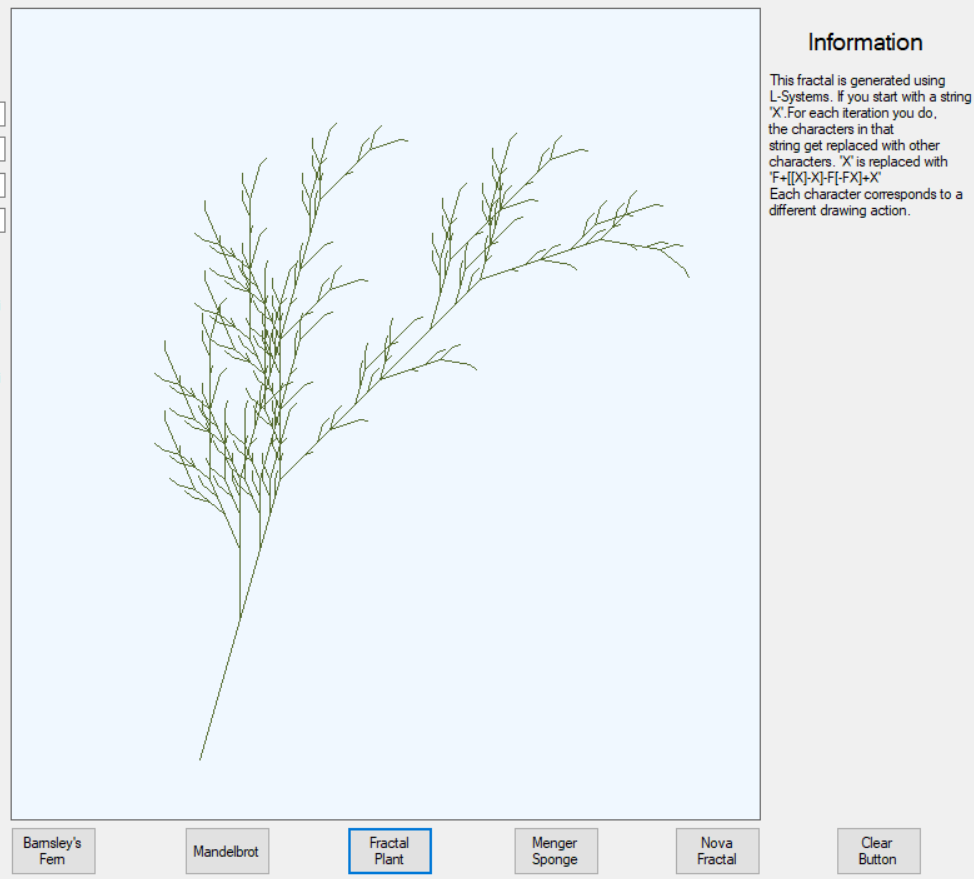 Information
This fractal is generated using
L-Systems. If you start with a string
'X'.For each iteration you do,
the characters in that
string get replaced with other
characters. 'X' is replaced with
'F+[[X]-X]-F[-FX]+X'
Each character corresponds to a
different drawing action.
Barnsley's
Fern
Mandelbrot
Fractal
Plant
Menger
Sponge
Nova
Fractal
Clear
Button